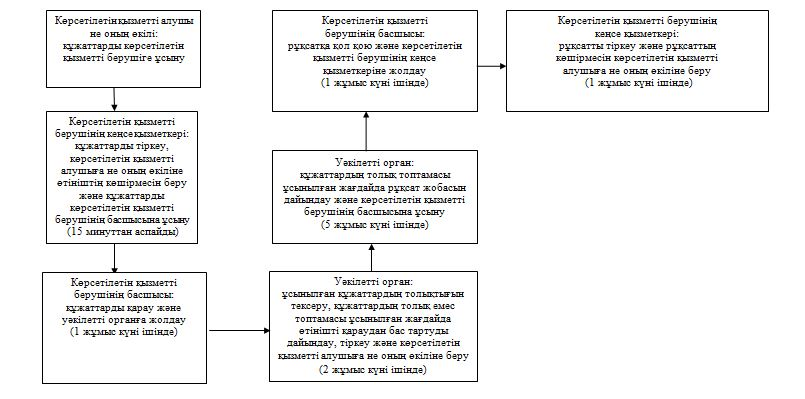 Көрсетілетін қызметті алушы
не оның өкілі:
құжаттарды көрсетілетін
қызметті берушіге ұсыну
Көрсетілетін қызметті
берушінің кеңсе қызметкері:
құжаттарды тіркеу,
көрсетілетін қызметті
алушыға не оның өкіліне
өтініштің көшірмесін беру
және құжаттарды
көрсетілетін қызметті
берушінің басшысына ұсыну
(15 минуттан аспайды)
Көрсетілетін қызметті
берушінің басшысы:
құжаттарды қарау және
уәкілетті органға жолдау
(1 жұмыс күні ішінде)
Уәкілетті орган:
ұсынылған құжаттардың толықтығын
тексеру, құжаттардың толық емес
топтамасы ұсынылған жағдайда
өтінішті қараудан бас тартуды
дайындау, тіркеу және көрсетілетін
қызметті алушыға не оның өкіліне беру
(2 жұмыс күні ішінде)
Уәкілетті орган:
құжаттардың толық топтамасы
ұсынылған жағдайда рұқсат жобасын
дайындау және көрсетілетін қызметті
берушінің басшысына ұсыну
(5 жұмыс күні ішінде)
Көрсетілетін қызметті
берушінің басшысы:
рұқсатқа қол қою және көрсетілетін
қызметті берушінің кеңсе
қызметкеріне жолдау
(1 жұмыс күні ішінде)
Көрсетілетін қызметті берушінің
кеңсе қызметкері:
рұқсатты тіркеу және рұқсаттың
көшірмесін көрсетілетін қызметті
алушыға не оның өкіліне беру
(1 жұмыс күні ішінде)